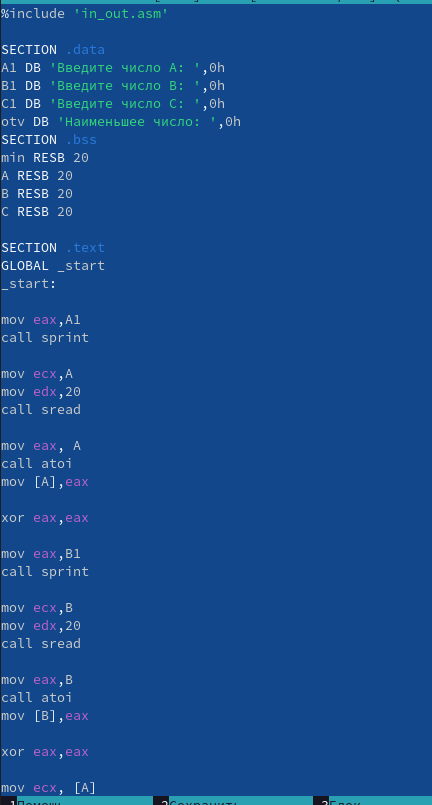 %include 'in_out.asm'
SECTION .data
A1 DB 'Введите число A: ',0h
B1 DB 'Введите число B: ',0h
C1 DB 'Введите число C: ',0h
otv DB 'Наименьшее число: ',0h
SECTION .bss
min RESB 20
A RESB 20
B RESB 20
C RESB 20
SECTION .text
GLOBAL _start
_start:
mov eax,A1
call sprint
mov ecx,A
mov edx,20
call sread
mov eax, A
call atoi
mov [A],eax
xor eax,eax
mov eax,B1
call sprint
mov ecx,B
mov edx,20
call sread
mov eax,B
call atoi
mov [B],eax
xor eax,eax
mov ecx, [A]
1Помощь 2Сохранить 3Блок